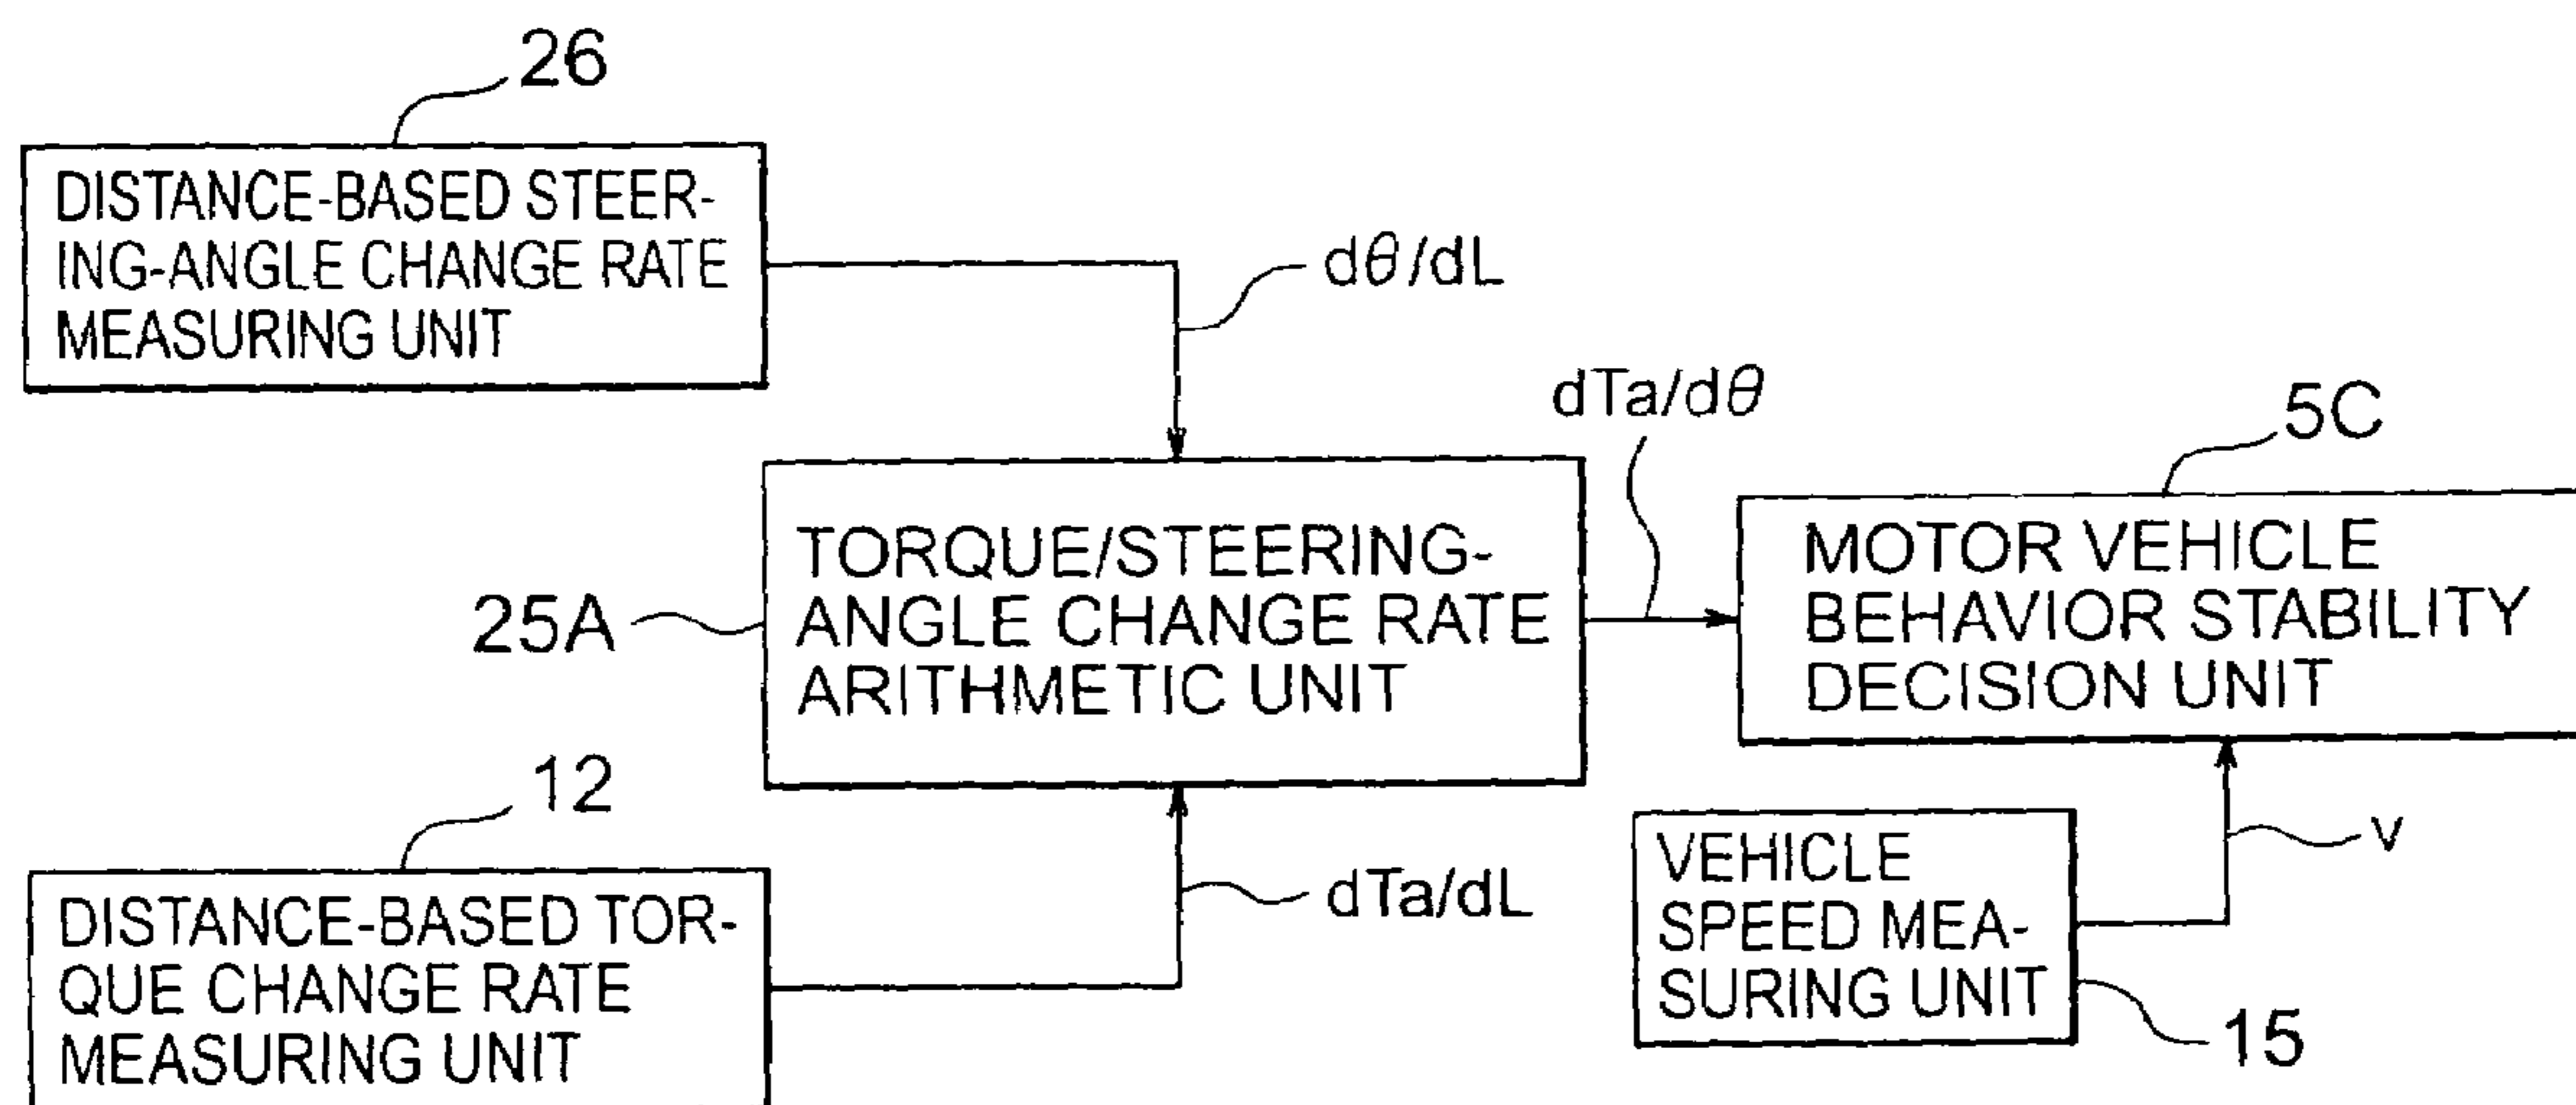 26
DISTANCE-BASED STEER-
ING-ANGLE CHANGE RATE
MEASURING UNIT
dθ/dL
dTa/dθ
5C
TORQUE/STEERING-
ANGLE CHANGE RATE
ARITHMETIC UNIT
25A
MOTOR VEHICLE
BEHAVIOR STABILITY
DECISION UNIT
12
DISTANCE-BASED TOR-
QUE CHANGE RATE
MEASURING UNIT
dTa/dL
VEHICLE
SPEED MEA-
SURING UNIT
v
15